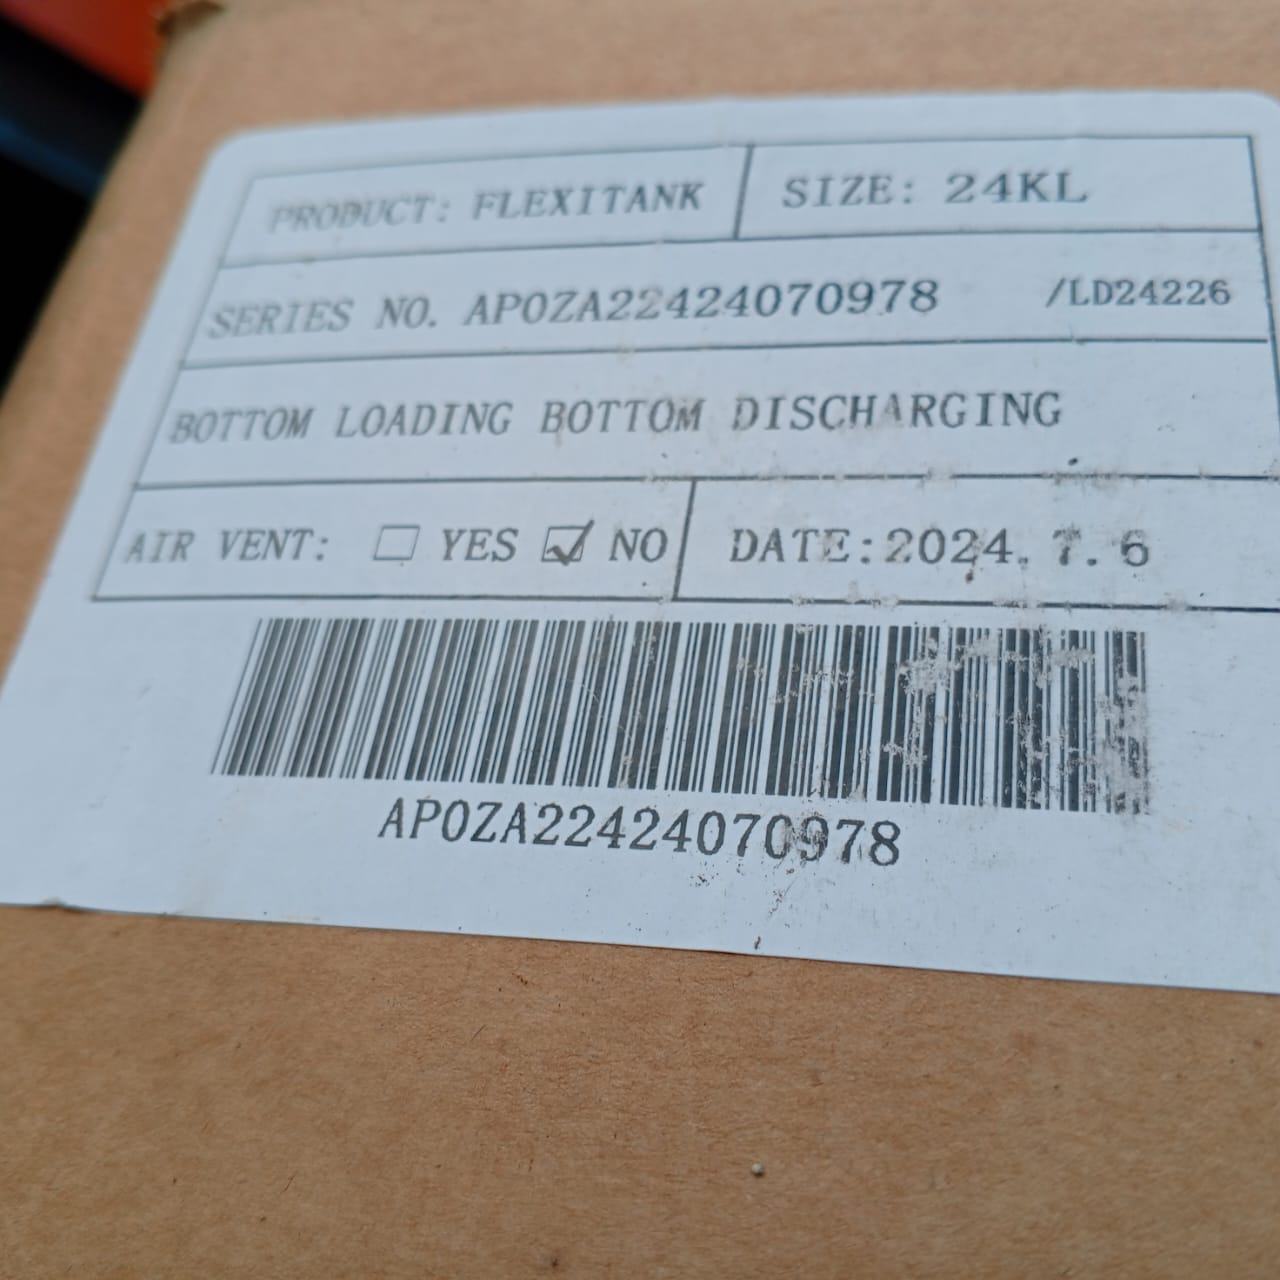 PRODUCT: FLEXITANK SIZE: 24KL
SERIES NO. APOZA22424070978 /LD24226
BOTTOM LOADING BOTTOM DISCHARGING
AIR VENT: ☐ YES ☑ NO DATE:2024.7.6
APOZA22424070978